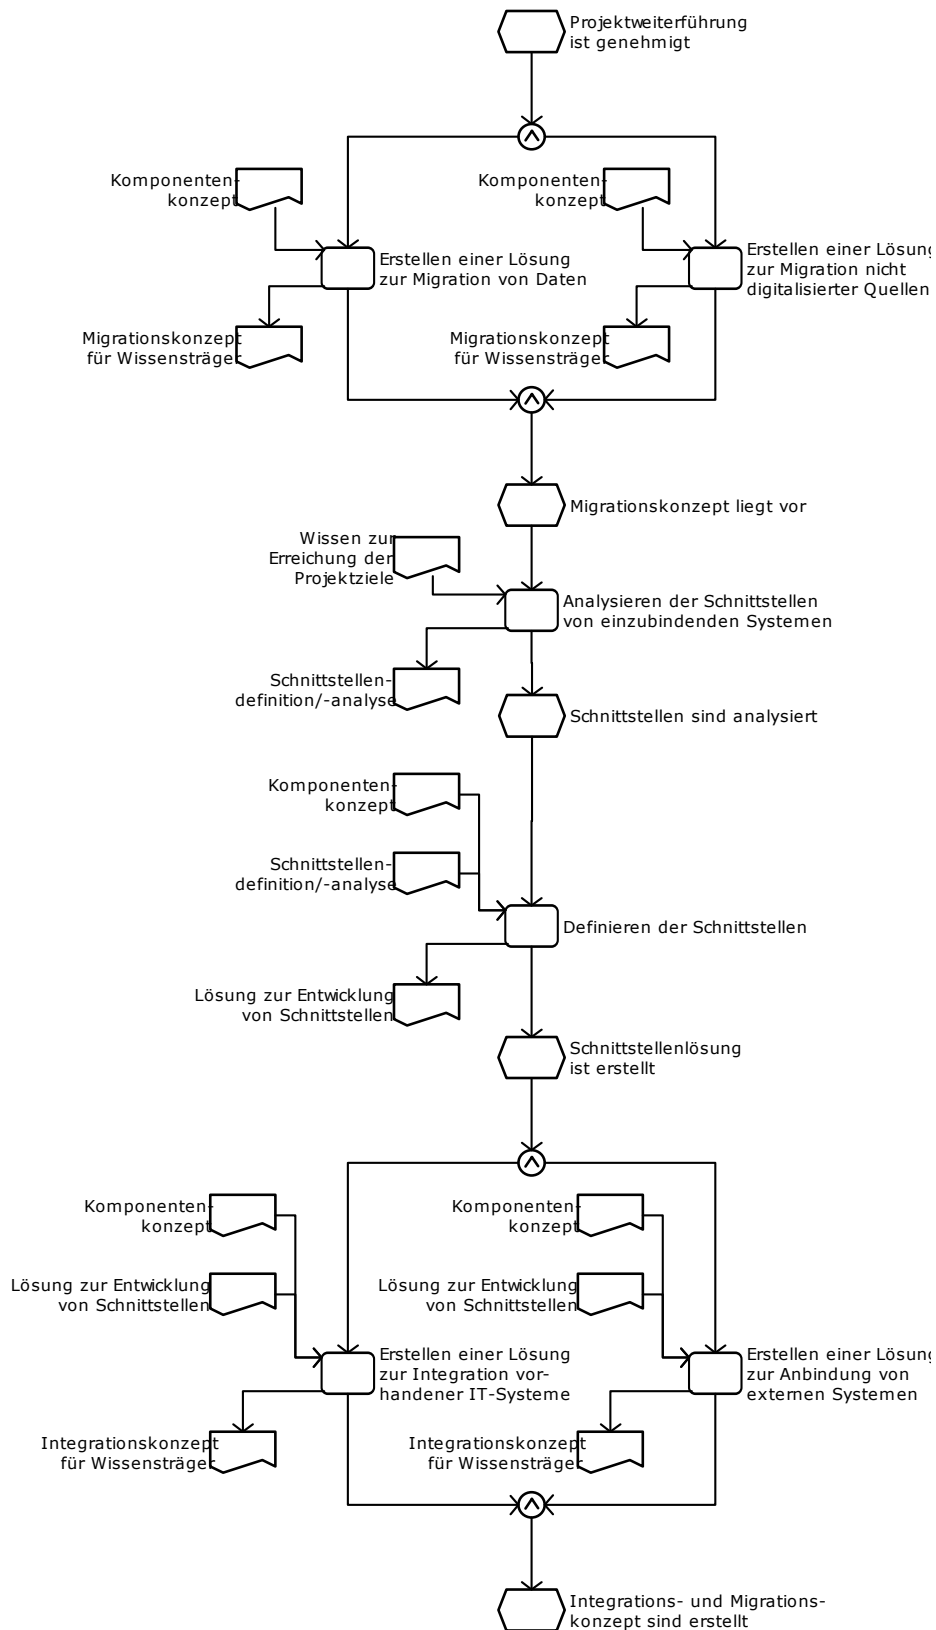 Projektweiterführung
ist genehmigt
Komponenten-
konzept
Komponenten-
konzept
Erstellen einer Lösung
zur Migration von Daten
Erstellen einer Lösung
zur Migration nicht
digitalisierter Quellen
Migrationskonzept
für Wissensträger
Migrationskonzept
für Wissensträger
Migrationskonzept liegt vor
Wissen zur
Erreichung der
Projektziele
Analysieren der Schnittstellen
von einzubindenden Systemen
Schnittstellen-
definition/-analyse
Schnittstellen sind analysiert
Komponenten-
konzept
Schnittstellen-
definition/-analyse
Definieren der Schnittstellen
Lösung zur Entwicklung
von Schnittstellen
Schnittstellenlösung
ist erstellt
Komponenten-
konzept
Komponenten-
konzept
Lösung zur Entwicklung
von Schnittstellen
Lösung zur Entwicklung
von Schnittstellen
Erstellen einer Lösung
zur Integration vor-
handener IT-Systeme
Erstellen einer Lösung
zur Anbindung von
externen Systemen
Integrationskonzept
für Wissensträger
Integrationskonzept
für Wissensträger
Integrations- und Migrations-
konzept sind erstellt